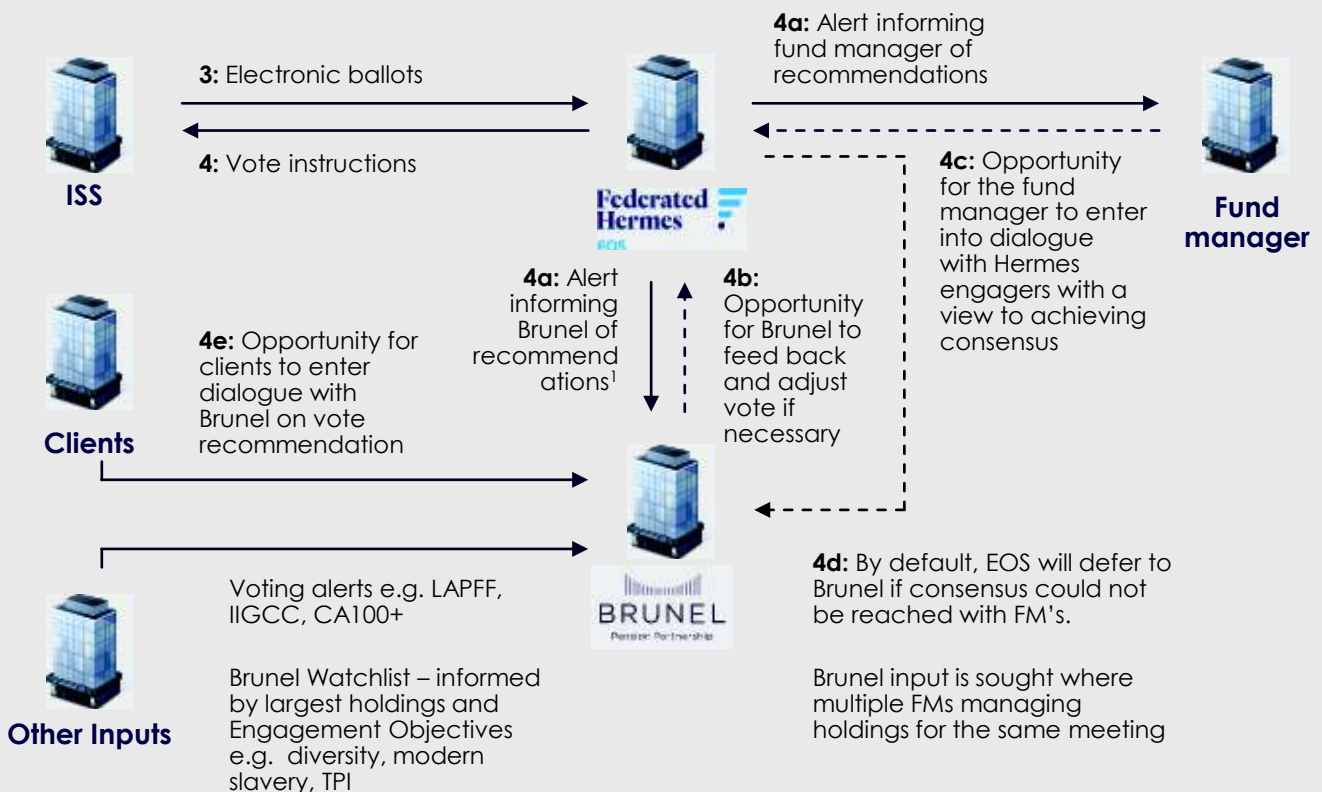 3: Electronic ballots
4: Vote instructions
ISS
Federated
Hermes
EOS
4a: Alert informing
fund manager of
recommendations
4c: Opportunity
for the fund
manager to enter
into dialogue
with Hermes
engagers with a
view to achieving
consensus
Fund
manager
Clients
4e: Opportunity for
clients to enter
dialogue with
Brunel on vote
recommendation
4a: Alert
informing
Brunel of
recommend
ations1
4b:
Opportunity
for Brunel to
feed back
and adjust
vote if
necessary
BRUNEL
Pension Partnership
Other Inputs
Voting alerts e.g. LAPFF,
IIGCC, CA100+
Brunel Watchlist – informed
by largest holdings and
Engagement Objectives
e.g. diversity, modern
slavery, TPI
4d: By default, EOS will defer to
Brunel if consensus could not
be reached with FM’s.
Brunel input is sought where
multiple FMs managing
holdings for the same meeting